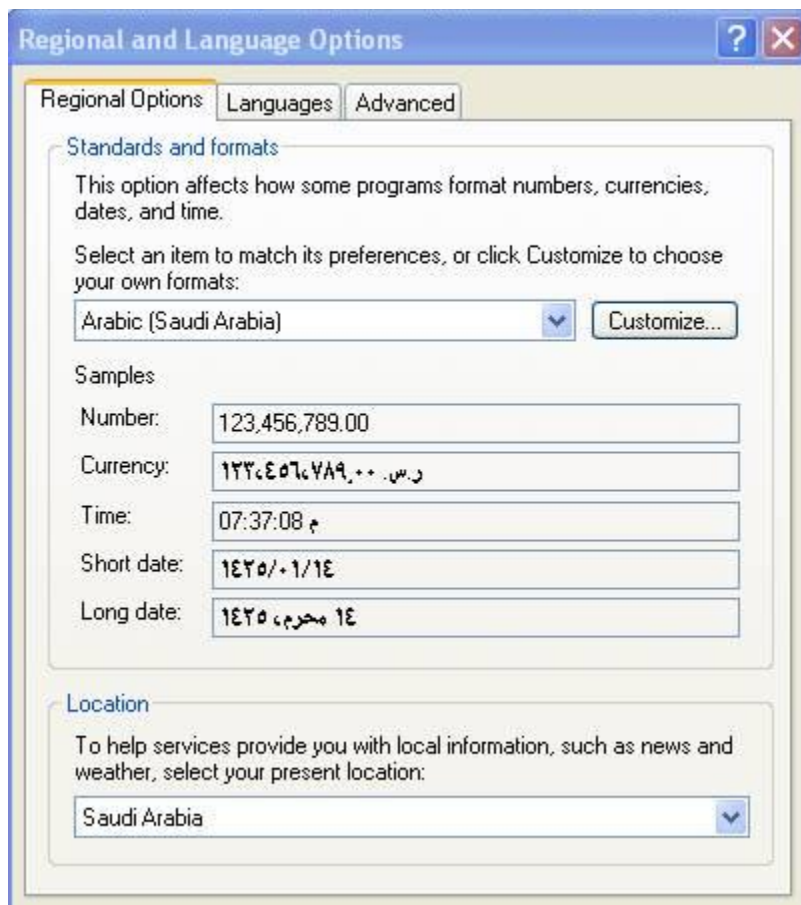 Regional and Language Options
Regional Options Languages Advanced
Standards and formats
This option affects how some programs format numbers, currencies,
dates, and time.
Select an item to match its preferences, or click Customize to choose
your own formats:
Arabic (Saudi Arabia) Customize...
Samples
Number: 123,456,789.00
Currency: ر.س. ١٢٣،٤٥٦،٧٨٩٫٠٠
Time: 07:37:08 م
Short date: ١٤٢٥/٠١/١٤
Long date: ١٤ محرم، ١٤٢٥
Location
To help services provide you with local information, such as news and
weather, select your present location:
Saudi Arabia